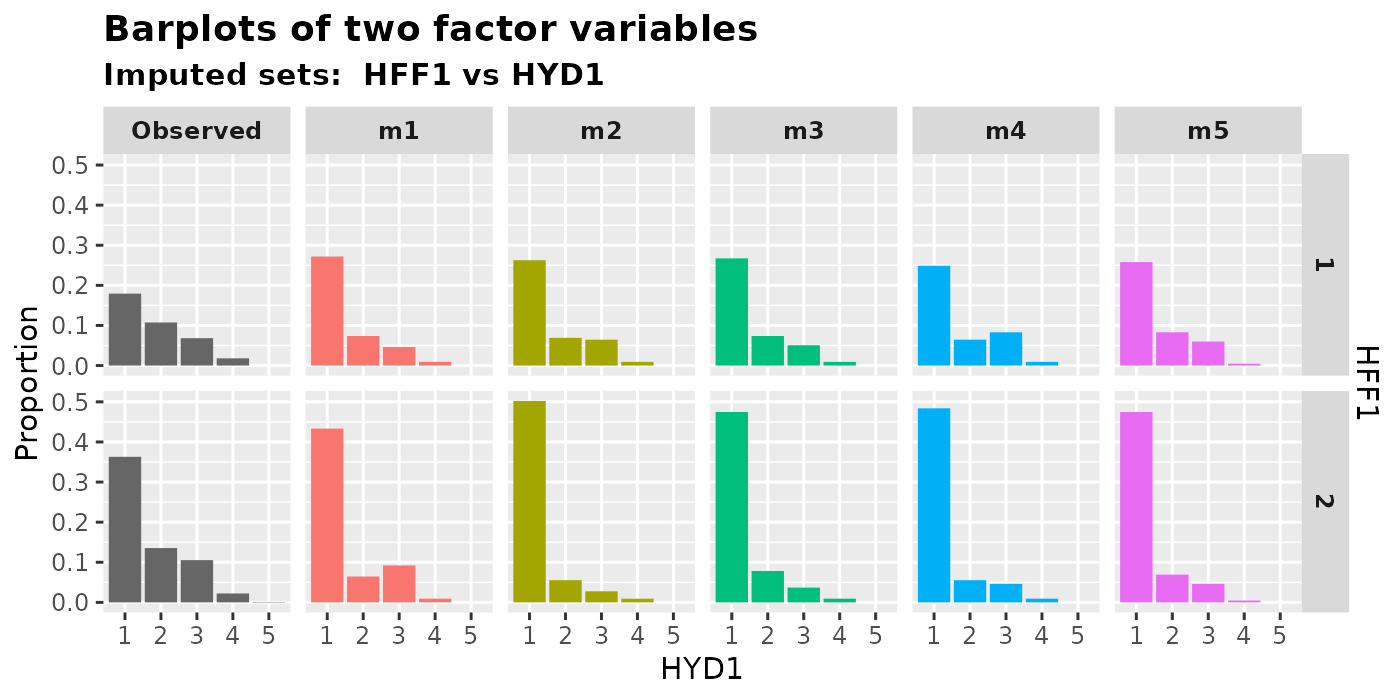 Barplots of two factor variables
Imputed sets:  HFF1 vs HYD1
Observed m1 m2 m3 m4 m5
0.5
0.4
0.3
0.2
0.1
0.0
1
0.5
0.4
0.3
0.2
0.1
0.0
2
Proportion
HFF1
1 2 3 4 5 1 2 3 4 5 1 2 3 4 5 1 2 3 4 5 1 2 3 4 5 1 2 3 4 5
HYD1